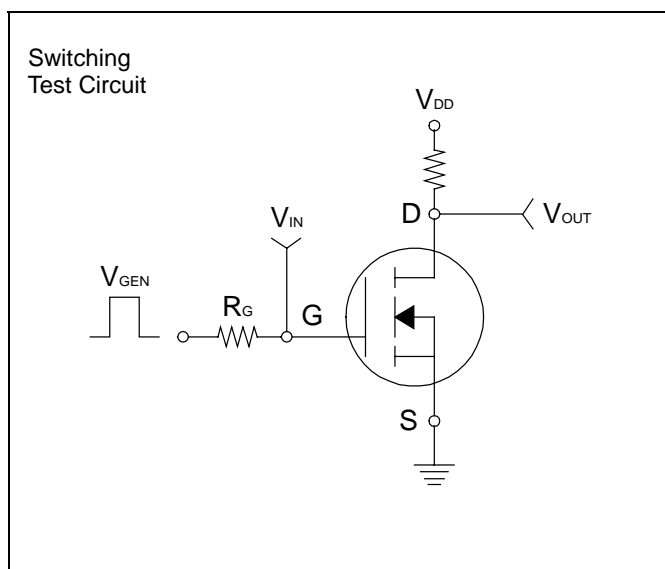 Switching
Test Circuit
VDD
D
VOUT
VIN
VGEN
RG
G
S